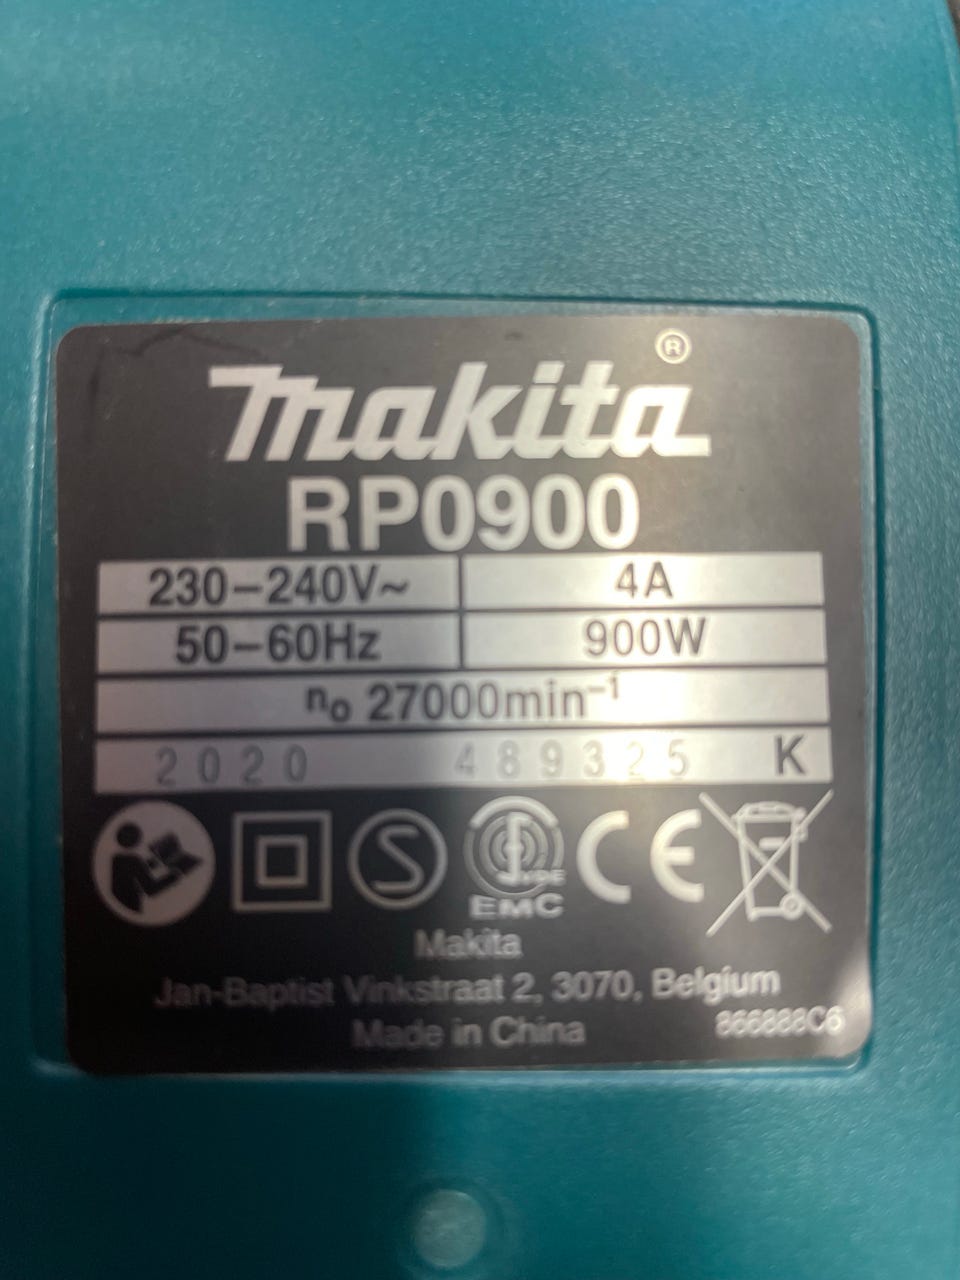 makita®
RP0900
230–240V~ 4A
50–60Hz 900W
n₀ 27000min⁻¹
2020 489325 K
EMC
Makita
Jan-Baptist Vinkstraat 2, 3070, Belgium
Made in China 866888C6